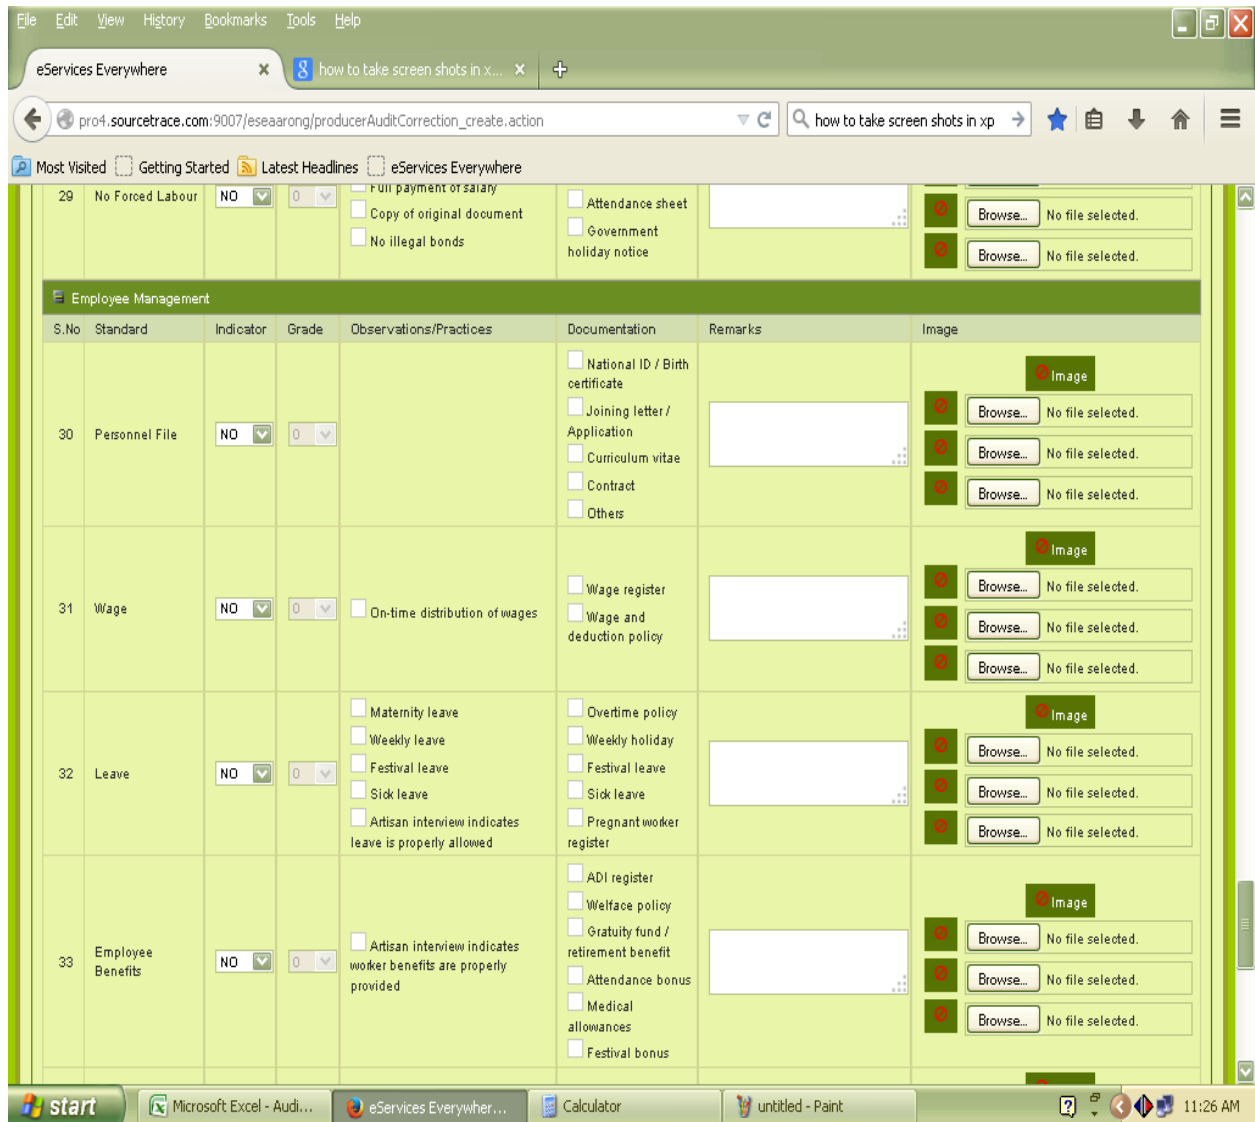 File Edit View History Bookmarks Tools Help
eServices Everywhere
how to take screen shots in x...
pro4.sourcetrace.com:9007/eseaarong/producerAuditCorrection_create.action
how to take screen shots in xp
Most Visited Getting Started Latest Headlines eServices Everywhere
29 No Forced Labour NO 0
Full payment of salary
Copy of original document
No illegal bonds
Attendance sheet
Government
holiday notice
Browse... No file selected.
Browse... No file selected.
Employee Management
S.No Standard Indicator Grade Observations/Practices Documentation Remarks Image
30 Personnel File NO 0
National ID / Birth
certificate
Joining letter /
Application
Curriculum vitae
Contract
Others
Image
Browse... No file selected.
Browse... No file selected.
Browse... No file selected.
31 Wage NO 0
On-time distribution of wages
Wage register
Wage and
deduction policy
Image
Browse... No file selected.
Browse... No file selected.
Browse... No file selected.
32 Leave NO 0
Maternity leave
Weekly leave
Festival leave
Sick leave
Artisan interview indicates
leave is properly allowed
Overtime policy
Weekly holiday
Festival leave
Sick leave
Pregnant worker
register
Image
Browse... No file selected.
Browse... No file selected.
Browse... No file selected.
33 Employee
Benefits
NO 0
Artisan interview indicates
worker benefits are properly
provided
ADI register
Welface policy
Gratuity fund /
retirement benefit
Attendance bonus
Medical
allowances
Festival bonus
Image
Browse... No file selected.
Browse... No file selected.
Browse... No file selected.
start Microsoft Excel - Audi... eServices Everywher... Calculator untitled - Paint 11:26 AM